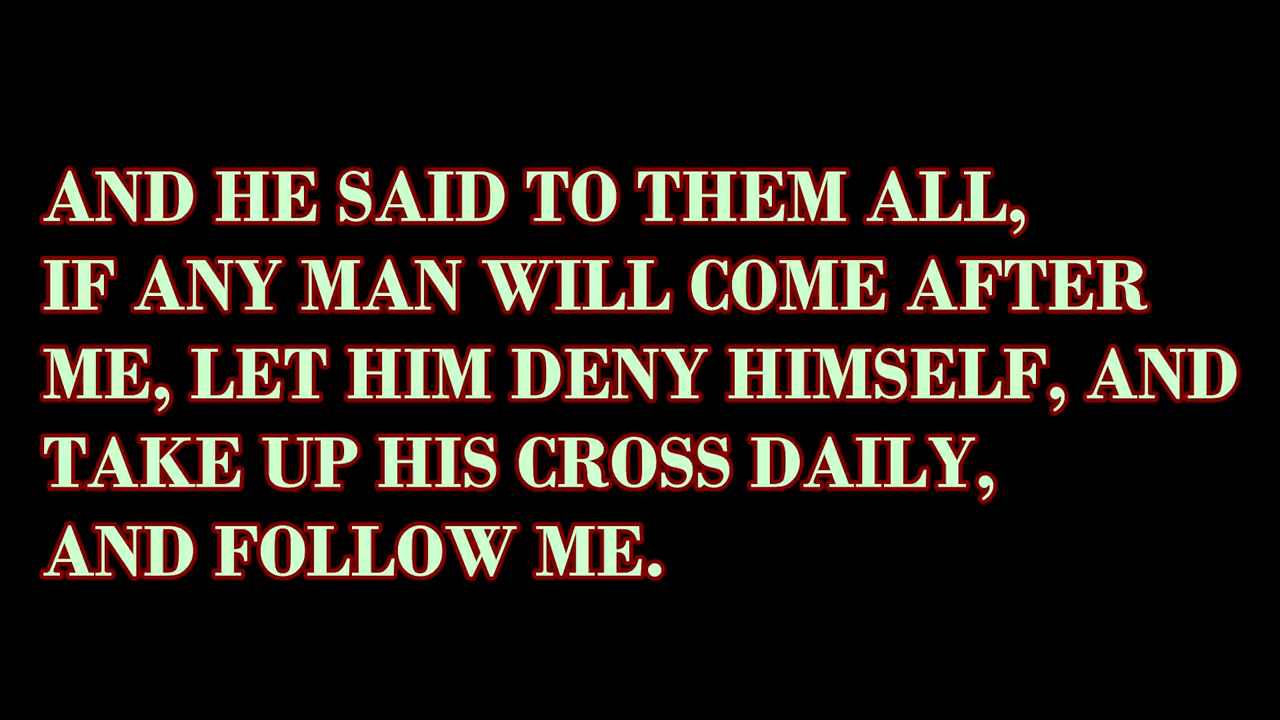 AND HE SAID TO THEM ALL,
IF ANY MAN WILL COME AFTER
ME, LET HIM DENY HIMSELF, AND
TAKE UP HIS CROSS DAILY,
AND FOLLOW ME.